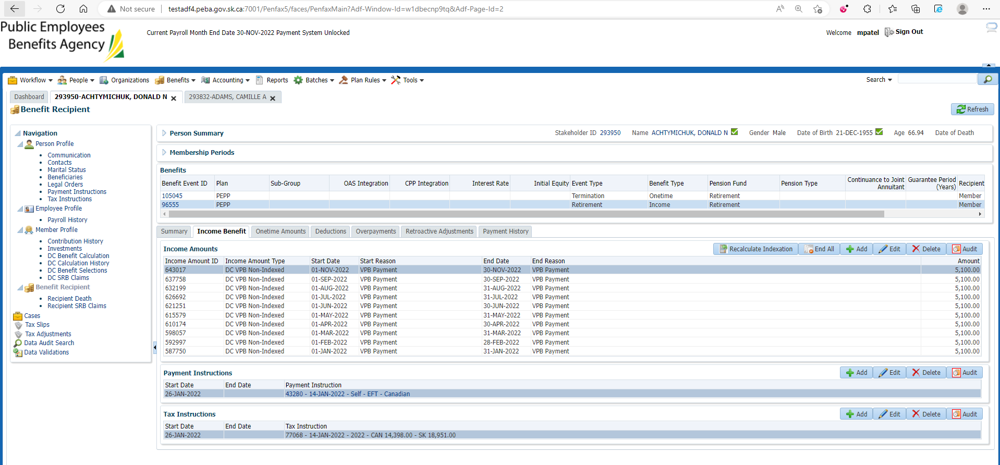 Not secure | testadf4.peba.gov.sk.ca:7001/Penfax5/faces/PenfaxMain?Adf-Window-Id=w1dbecnp9tq&Adf-Page-Id=2
Public Employees
Benefits Agency
Current Payroll Month End Date 30-NOV-2022 Payment System Unlocked
Welcome mpatel Sign Out
Workflow People Organizations Benefits Accounting Reports Batches Plan Rules Tools Search
Dashboard 293950-ACHTYMICHUK, DONALD N 293832-ADAMS, CAMILLE A
Benefit Recipient
Refresh
Navigation
Person Profile
Communication
Contacts
Marital Status
Beneficiaries
Legal Orders
Payment Instructions
Tax Instructions
Employee Profile
Payroll History
Member Profile
Contribution History
Investments
DC Benefit Calculation
DC Calculation History
DC Benefit Selections
DC SRB Claims
Benefit Recipient
Recipient Death
Recipient SRB Claims
Cases
Tax Slips
Tax Adjustments
Data Audit Search
Data Validations
Person Summary Stakeholder ID 293950 Name ACHTYMICHUK, DONALD N Gender Male Date of Birth 21-DEC-1955 Age 66.94 Date of Death
Membership Periods
Benefits
Benefit Event ID Plan Sub-Group OAS Integration CPP Integration Interest Rate Initial Equity Event Type Benefit Type Pension Fund Pension Type Continuance to Joint Annuitant Guarantee Period (Years) Recipient
105045 PEPP Termination Onetime Retirement Member
96555 PEPP Retirement Income Retirement Member
Summary Income Benefit Onetime Amounts Deductions Overpayments Retroactive Adjustments Payment History
Income Amounts Recalculate Indexation End All Add Edit Delete Audit
Income Amount ID Income Amount Type Start Date Start Reason End Date End Reason Amount
643017 DC VPB Non-Indexed 01-NOV-2022 VPB Payment 30-NOV-2022 VPB Payment 5,100.00
637758 DC VPB Non-Indexed 01-SEP-2022 VPB Payment 30-SEP-2022 VPB Payment 5,100.00
632199 DC VPB Non-Indexed 01-AUG-2022 VPB Payment 31-AUG-2022 VPB Payment 5,100.00
626692 DC VPB Non-Indexed 01-JUL-2022 VPB Payment 31-JUL-2022 VPB Payment 5,100.00
621251 DC VPB Non-Indexed 01-JUN-2022 VPB Payment 30-JUN-2022 VPB Payment 5,100.00
615579 DC VPB Non-Indexed 01-MAY-2022 VPB Payment 31-MAY-2022 VPB Payment 5,100.00
610174 DC VPB Non-Indexed 01-APR-2022 VPB Payment 30-APR-2022 VPB Payment 5,100.00
598057 DC VPB Non-Indexed 01-MAR-2022 VPB Payment 31-MAR-2022 VPB Payment 5,100.00
592997 DC VPB Non-Indexed 01-FEB-2022 VPB Payment 28-FEB-2022 VPB Payment 5,100.00
587750 DC VPB Non-Indexed 01-JAN-2022 VPB Payment 31-JAN-2022 VPB Payment 5,100.00
Payment Instructions Add Edit Delete Audit
Start Date End Date Payment Instruction
26-JAN-2022 43280 - 14-JAN-2022 - Self - EFT - Canadian
Tax Instructions Add Edit Delete Audit
Start Date End Date Tax Instruction
26-JAN-2022 77068 - 14-JAN-2022 - 2022 - CAN 14,398.00 - SK 18,951.00